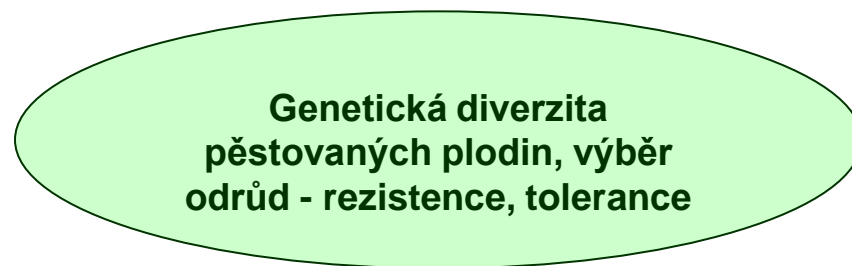 Genetická diverzita
pěstovaných plodin, výběr
odrůd - rezistence, tolerance